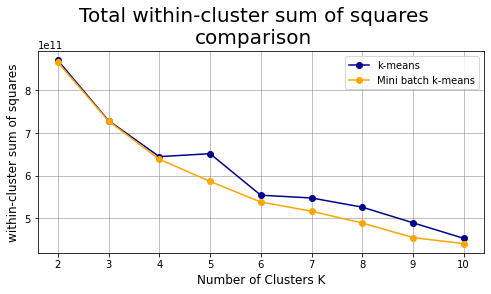 Total within-cluster sum of squares
comparison
1e11
k-means
Mini batch k-means
8
7
6
5
within-cluster sum of squares
2 3 4 5 6 7 8 9 10
Number of Clusters K